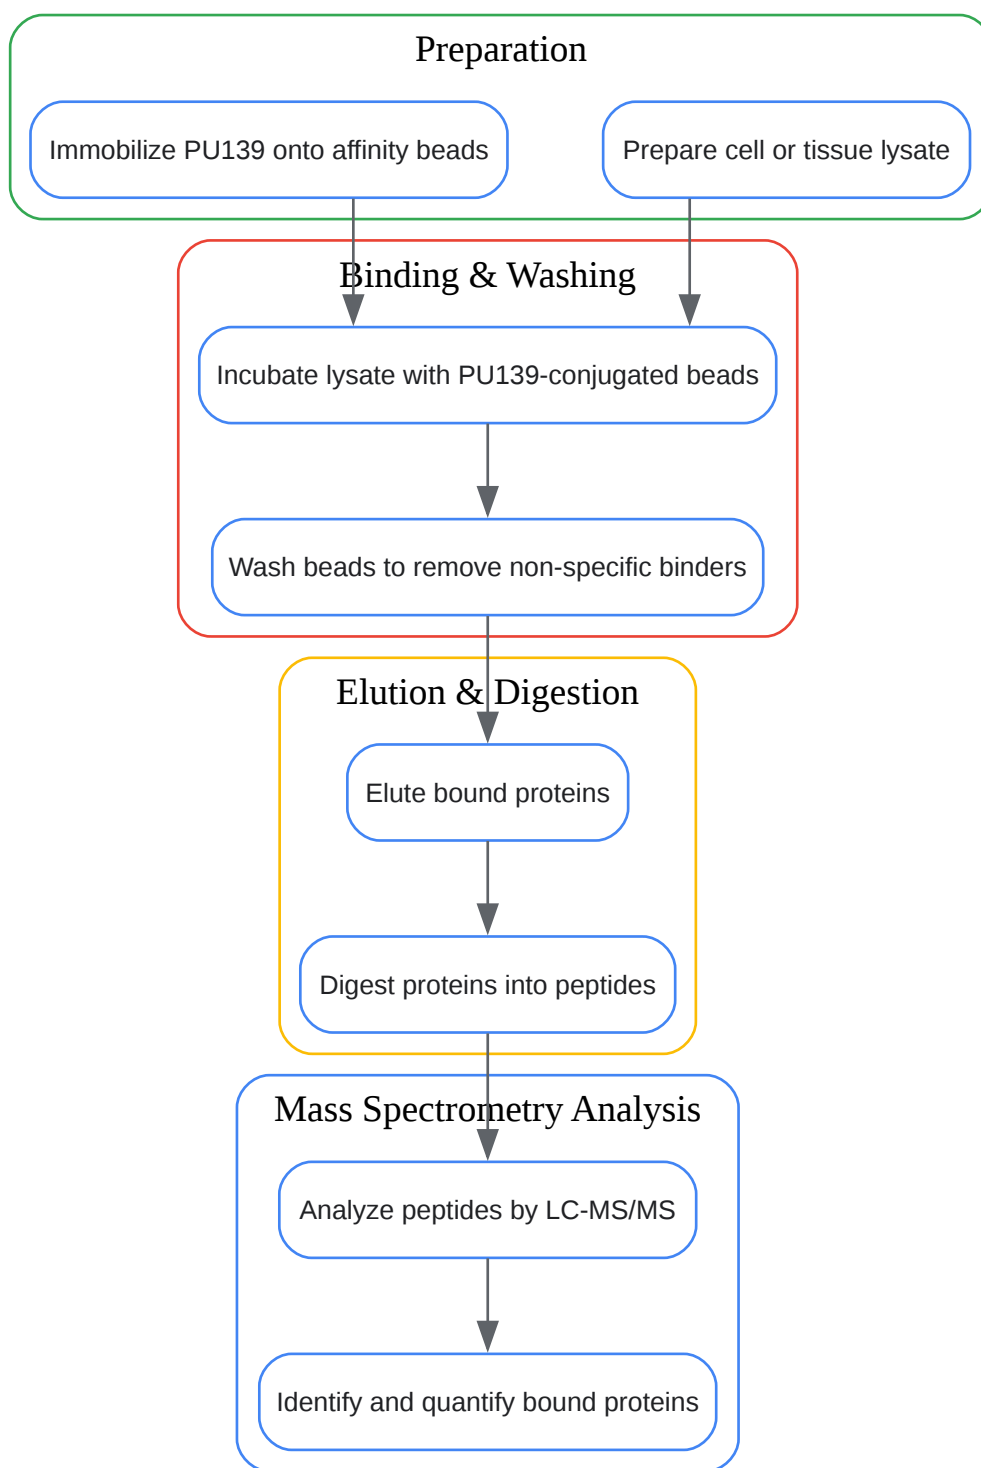 Preparation
Immobilize PU139 onto affinity beads
Prepare cell or tissue lysate
Binding & Washing
Incubate lysate with PU139-conjugated beads
Wash beads to remove non-specific binders
Elution & Digestion
Elute bound proteins
Digest proteins into peptides
Mass Spectrometry Analysis
Analyze peptides by LC-MS/MS
Identify and quantify bound proteins